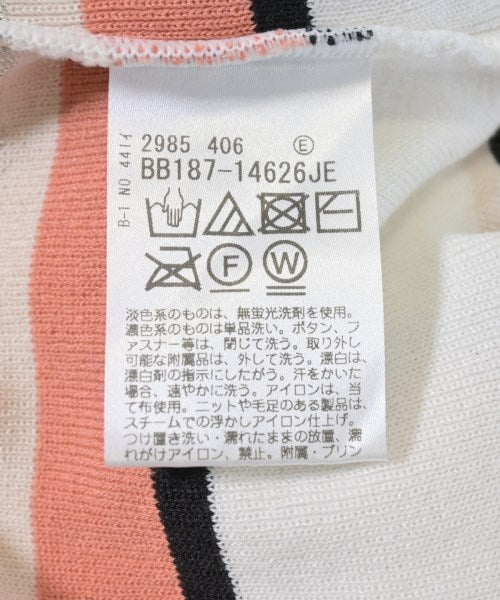 2985 406 E
BB187-14626JE
B-1 NO 441イ
F W
淡色系のものは、無蛍光洗剤を使用。
濃色系のものは単品洗い。ボタン、フ
ァスナー等は、閉じて洗う。取り外し
可能な附属品は、外して洗う。漂白は、
漂白剤の指示にしたがう。汗をかいた
場合、速やかに洗う。アイロンは、当
て布使用。ニットや毛足のある製品は、
スチームでの浮かしアイロン仕上げ。
つけ置き洗い・濡れたままの放置、濡
れがけアイロン、禁止。附属・プリン